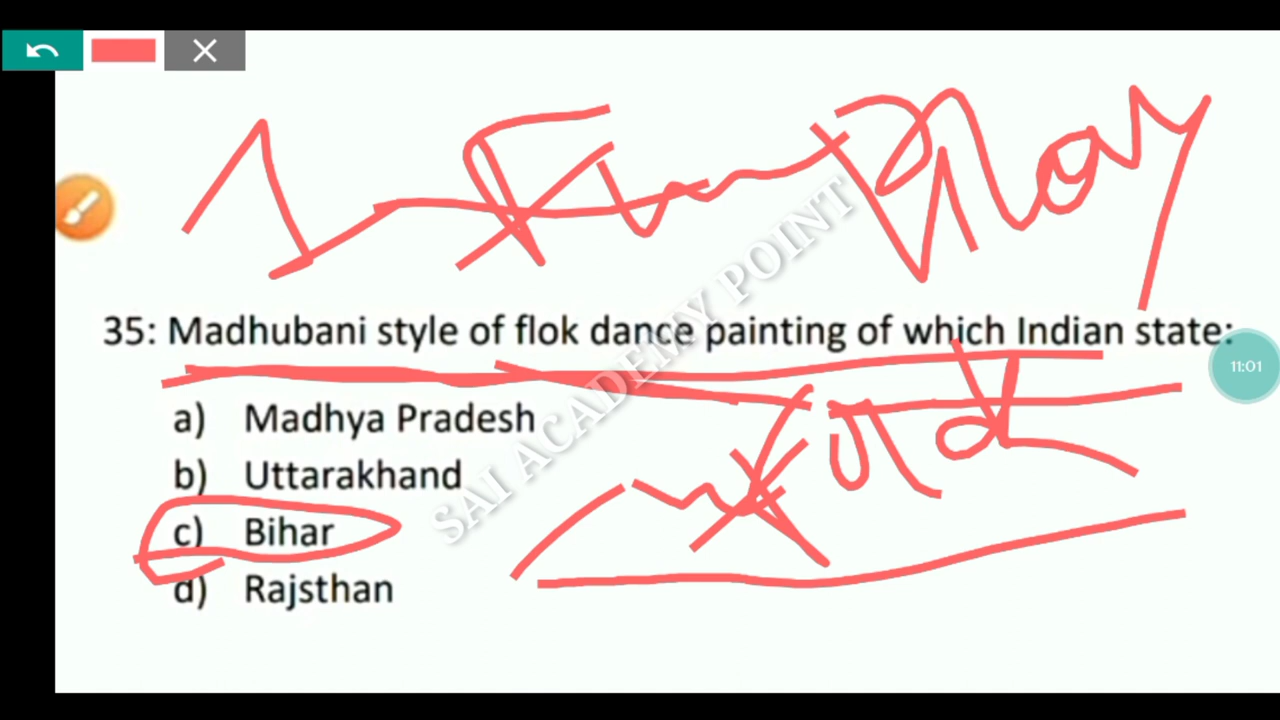 35: Madhubani style of flok dance painting of which Indian state:
11:01
a) Madhya Pradesh
b) Uttarakhand
c) Bihar
d) Rajsthan
SAI ACADEMY POINT